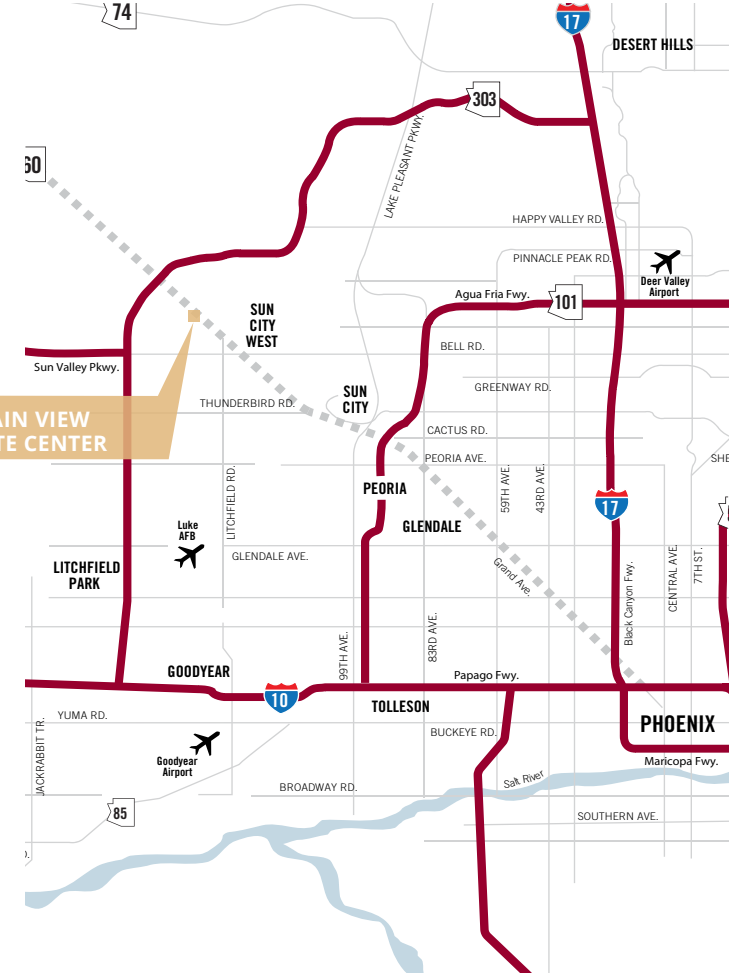 74
17
DESERT HILLS
303
LAKE PLEASANT PKWY.
60
HAPPY VALLEY RD.
PINNACLE PEAK RD.
Deer Valley
Airport
Agua Fria Fwy.
101
SUN
CITY
WEST
BELL RD.
Sun Valley Pkwy.
GREENWAY RD.
THUNDERBIRD RD.
SUN
CITY
AIN VIEW
TE CENTER
CACTUS RD.
PEORIA AVE.
SHE
LITCHFIELD RD.
59TH AVE.
43RD AVE.
PEORIA
17
GLENDALE
Luke
AFB
GLENDALE AVE.
Grand Ave.
LITCHFIELD
PARK
Black Canyon Fwy.
CENTRAL AVE.
7TH ST.
99TH AVE.
83RD AVE.
GOODYEAR
Papago Fwy.
10
TOLLESON
YUMA RD.
JACKRABBIT TR.
BUCKEYE RD.
PHOENIX
Goodyear
Airport
Maricopa Fwy.
Salt River
BROADWAY RD.
85
SOUTHERN AVE.